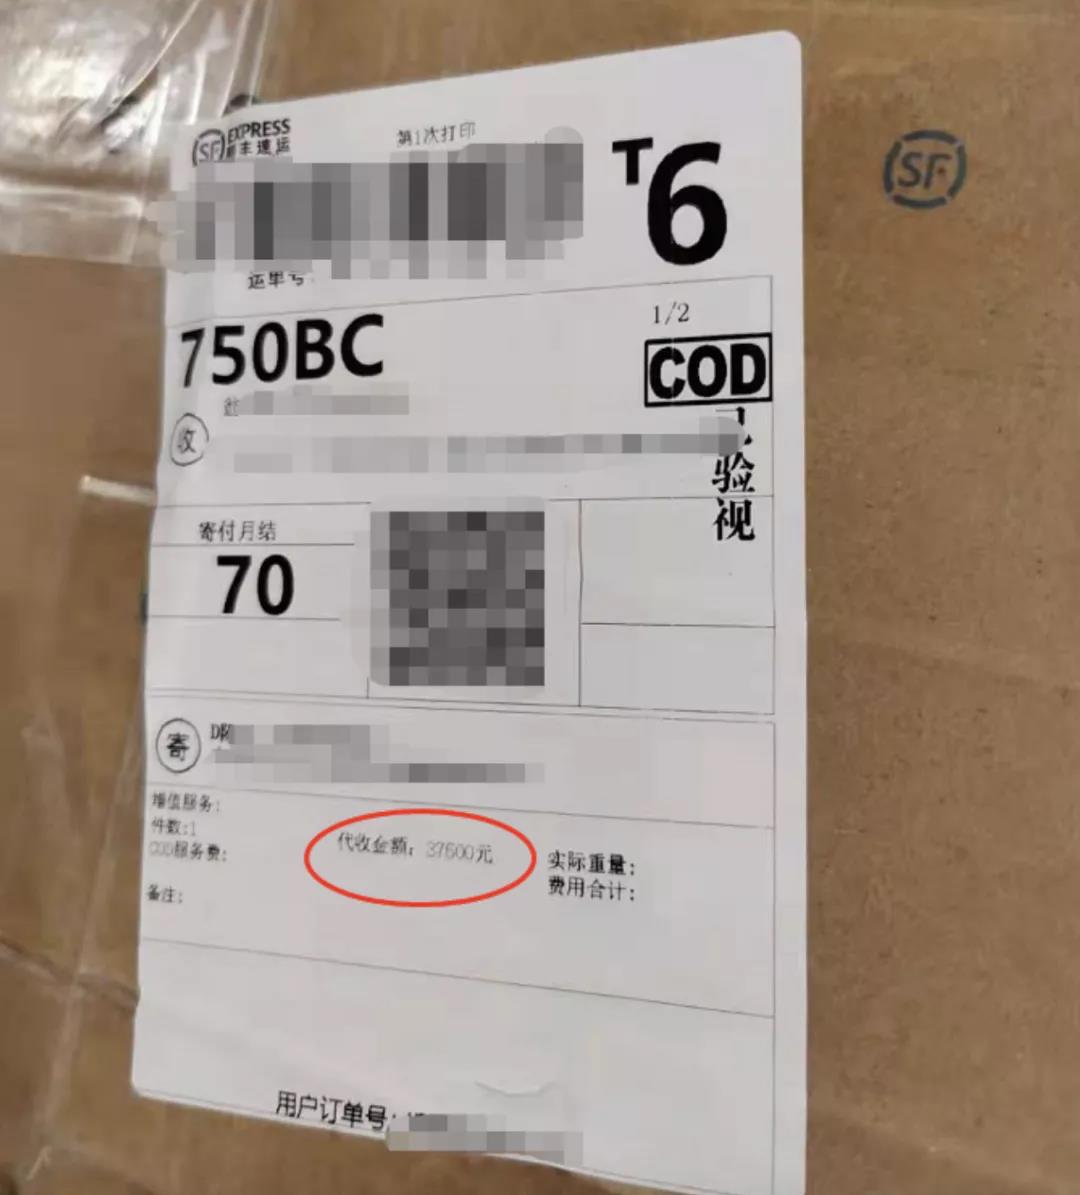 SF EXPRESS
顺丰速运
第1次打印
T6
SF
运单号:
1/2
750BC
COD
已验视
收
寄付月结
70
寄
增值服务:
件数:1
代收金额: 37600元
COD服务费:
实际重量:
费用合计:
备注:
用户订单号: